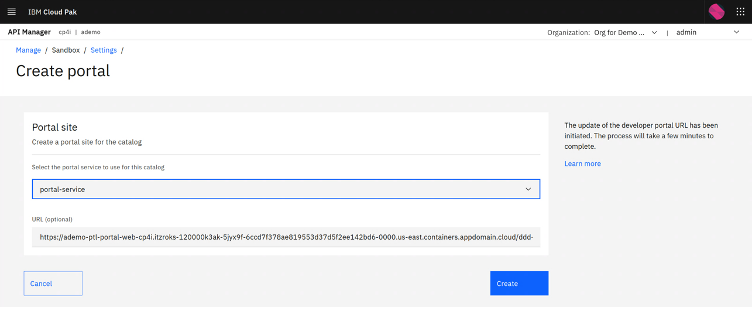 IBM Cloud Pak
API Manager cp4i | ademo Organization: Org for Demo ... | admin
Manage / Sandbox / Settings /
Create portal
Portal site
Create a portal site for the catalog
Select the portal service to use for this catalog
portal-service
URL (optional)
https://ademo-ptl-portal-web-cp4i.itzroks-120000k3ak-5jyx9f-6ccd7f378ae819553d37d5f2ee142bd6-0000.us-east.containers.appdomain.cloud/ddd-
Cancel
Create
The update of the developer portal URL has been
initiated. The process will take a few minutes to
complete.
Learn more